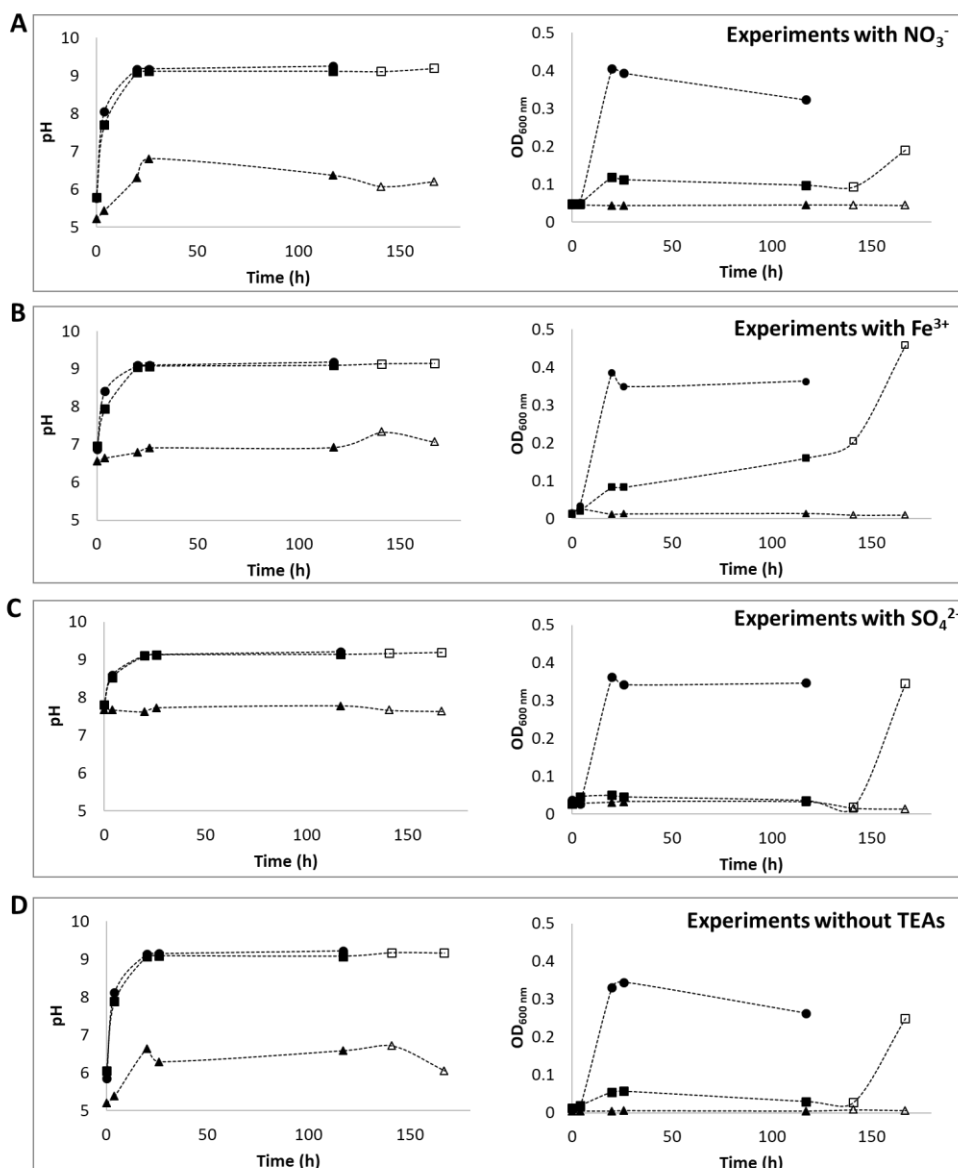 A
Experiments with NO3-
pH
10
9
8
7
6
5
0 50 100 150
Time (h)
OD600 nm
0.5
0.4
0.3
0.2
0.1
0
0 50 100 150
Time (h)
B
Experiments with Fe3+
pH
10
9
8
7
6
5
0 50 100 150
Time (h)
OD600 nm
0.5
0.4
0.3
0.2
0.1
0
0 50 100 150
Time (h)
C
Experiments with SO42-
pH
10
9
8
7
6
5
0 50 100 150
Time (h)
OD600 nm
0.5
0.4
0.3
0.2
0.1
0
0 50 100 150
Time (h)
D
Experiments without TEAs
pH
10
9
8
7
6
5
0 50 100 150
Time (h)
OD600 nm
0.5
0.4
0.3
0.2
0.1
0
0 50 100 150
Time (h)